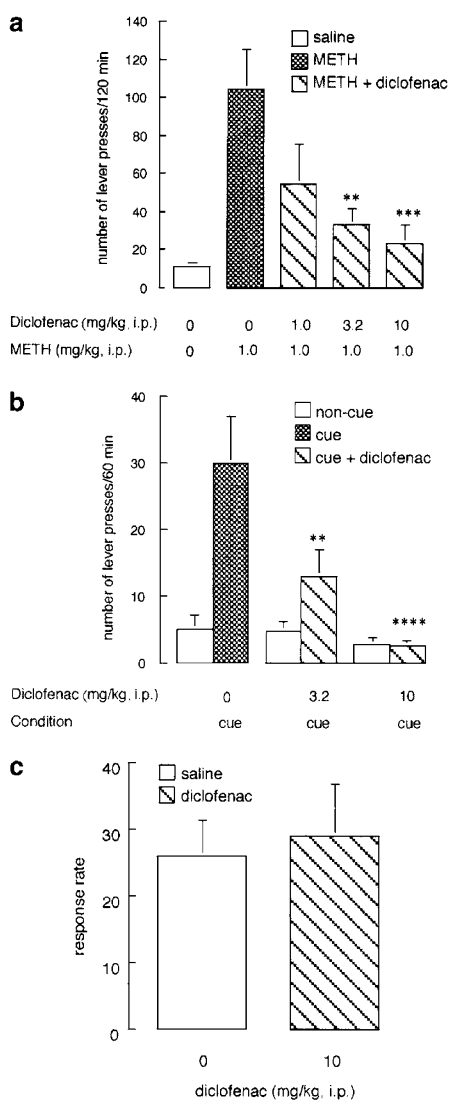 a
number of lever presses/120 min
140
120
100
80
60
40
20
0
saline
METH
METH + diclofenac
** ***
Diclofenac (mg/kg, i.p.) 0 0 1.0 3.2 10
METH (mg/kg, i.p.) 0 1.0 1.0 1.0 1.0
b
number of lever presses/60 min
40
30
20
10
0
non-cue
cue
cue + diclofenac
** ****
Diclofenac (mg/kg, i.p.) 0 3.2 10
Condition cue cue cue
c
response rate
40
30
20
10
0
saline
diclofenac
0 10
diclofenac (mg/kg, i.p.)